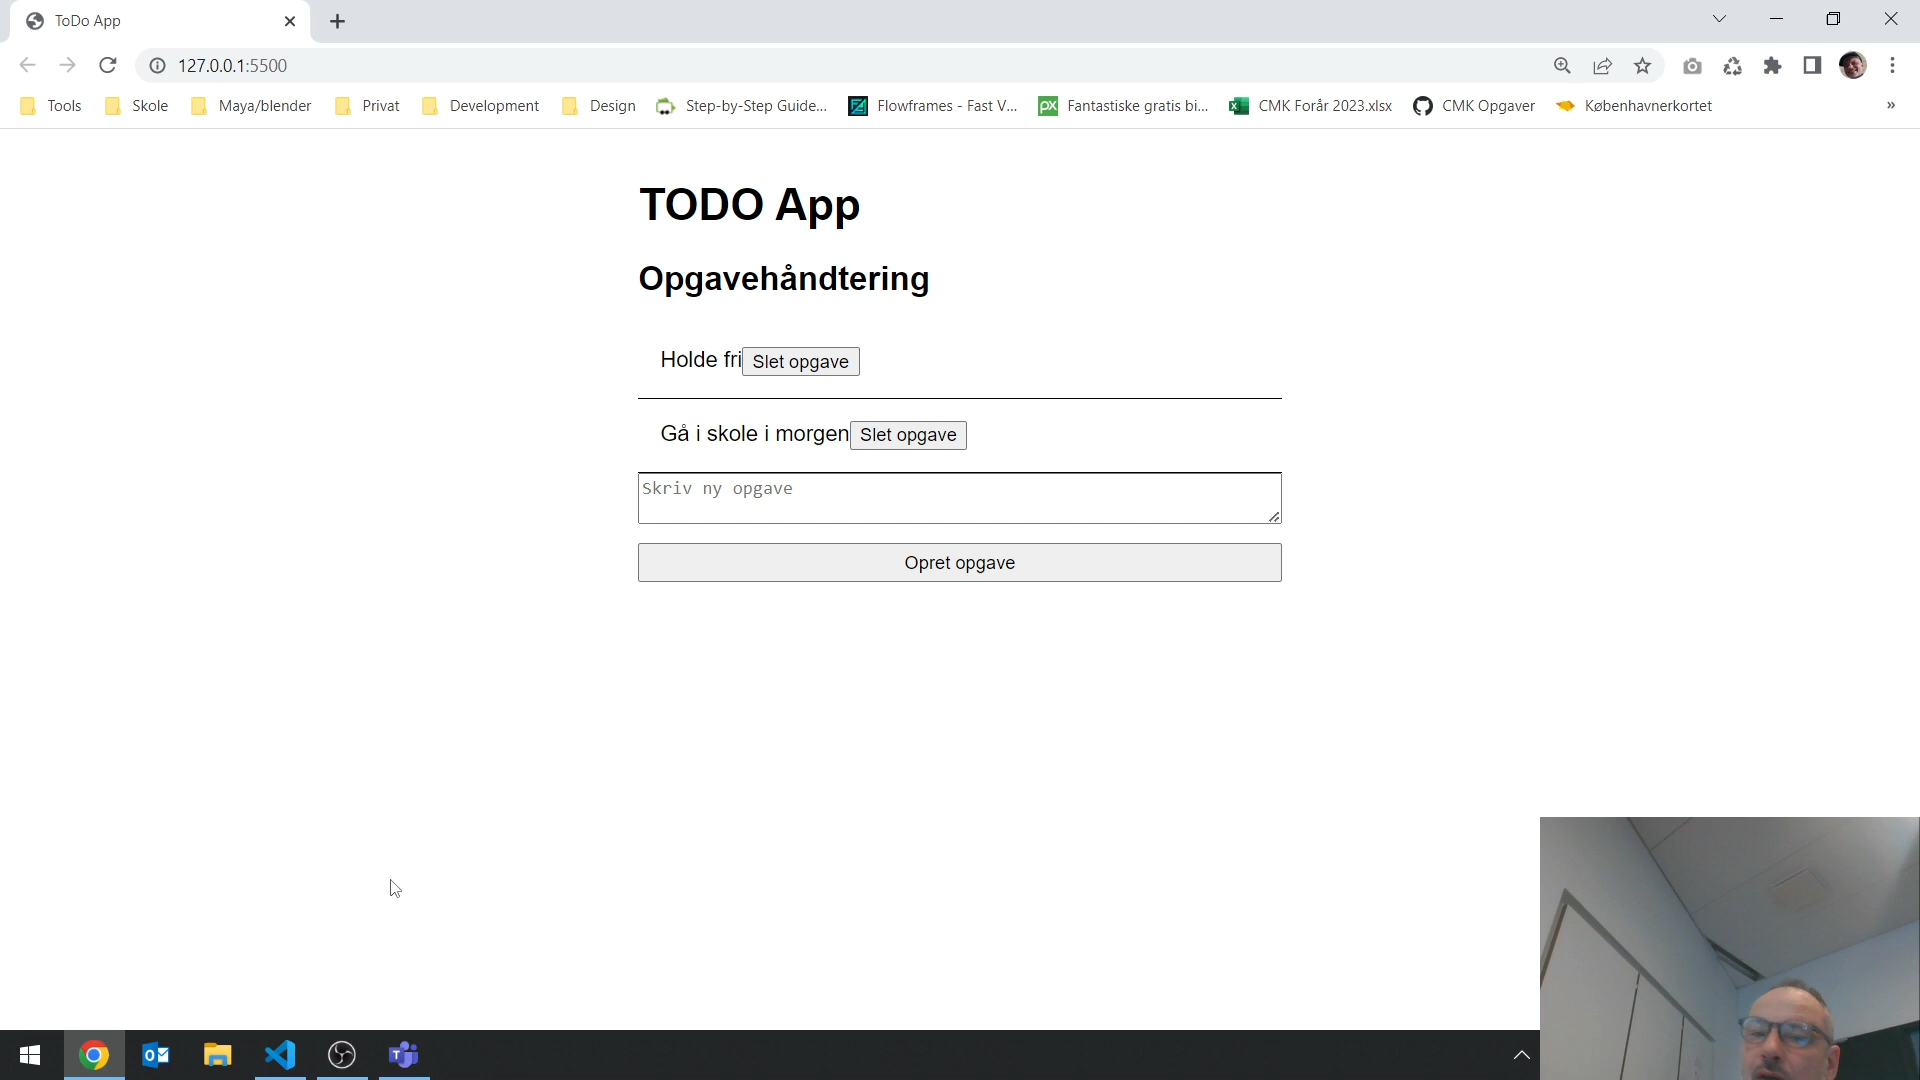 ToDo App
127.0.0.1:5500
Tools
Skole
Maya/blender
Privat
Development
Design
Step-by-Step Guide...
Flowframes - Fast V...
px
Fantastiske gratis bi...
CMK Forår 2023.xlsx
CMK Opgaver
Københavnerkortet
»
TODO App
Opgavehåndtering
Holde fri Slet opgave
Gå i skole i morgen Slet opgave
Skriv ny opgave
Opret opgave